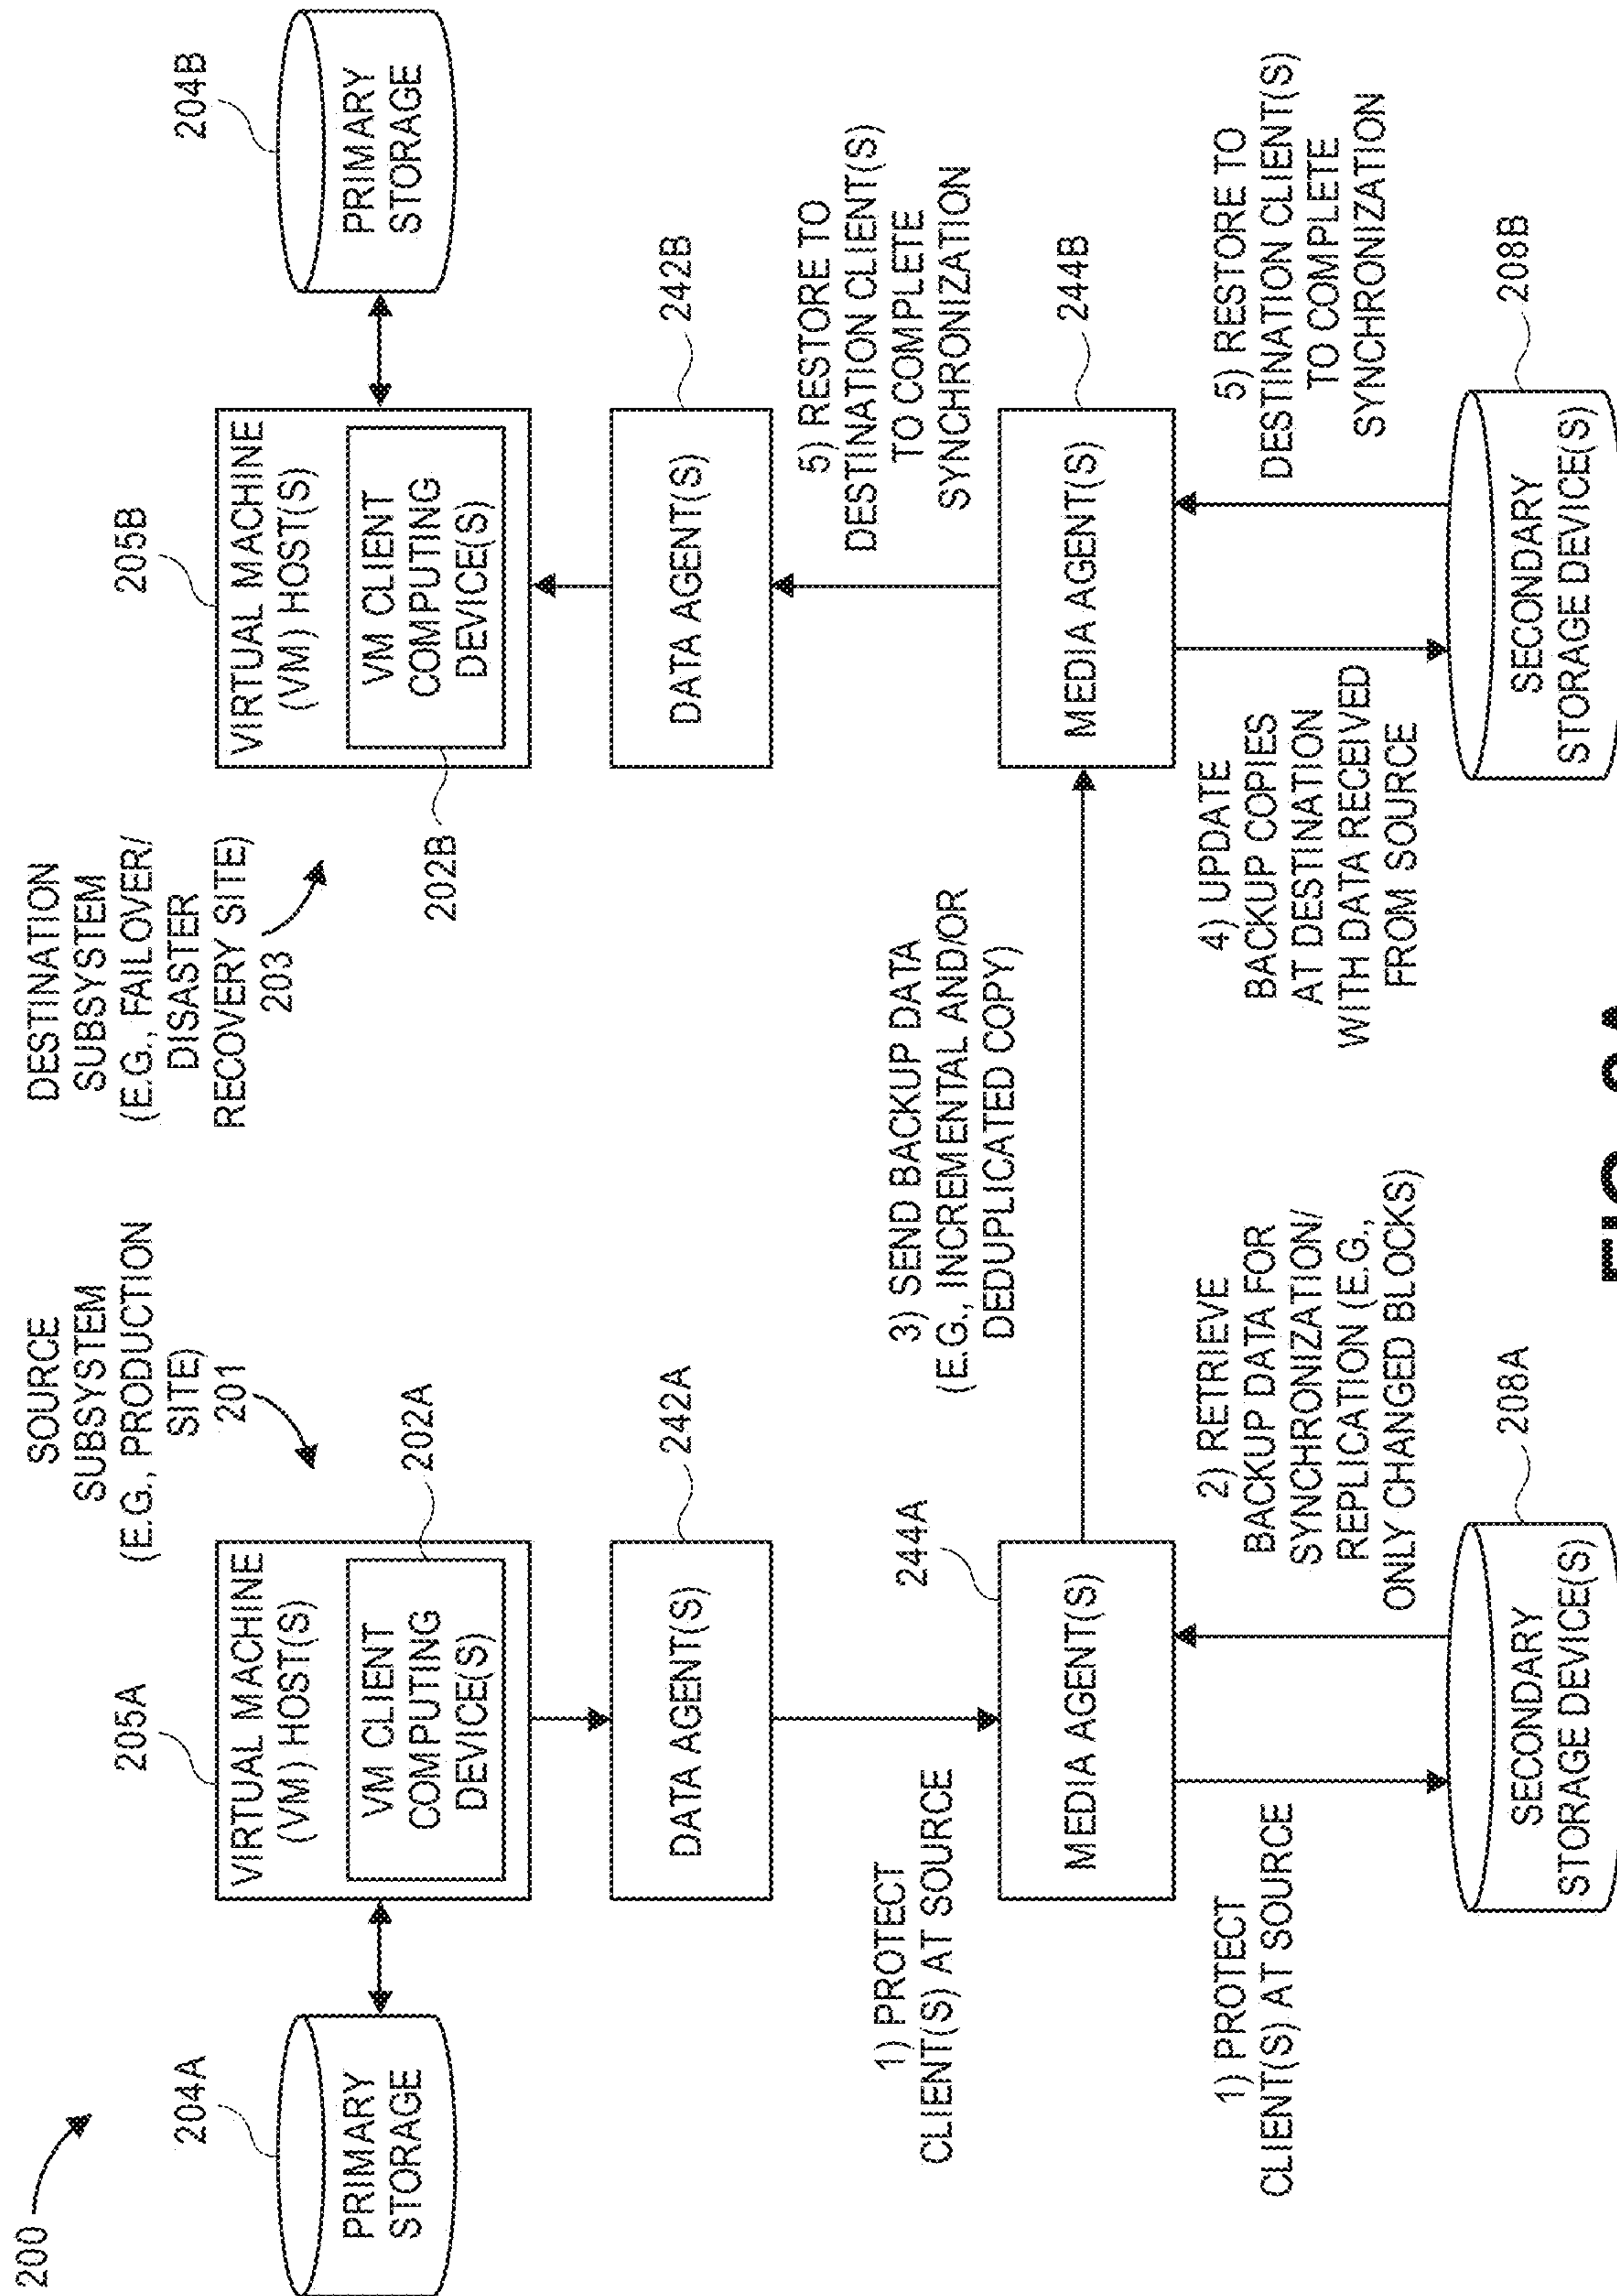 200
SOURCE
SUBSYSTEM
(E.G., PRODUCTION
SITE)
201
DESTINATION
SUBSYSTEM
(E.G., FAILOVER/
DISASTER
RECOVERY SITE)
203
204A
PRIMARY
STORAGE
205A
VIRTUAL MACHINE
(VM) HOST(S)
VM CLIENT
COMPUTING
DEVICE(S)
202A
205B
VIRTUAL MACHINE
(VM) HOST(S)
VM CLIENT
COMPUTING
DEVICE(S)
202B
204B
PRIMARY
STORAGE
DATA AGENT(S)
242A
DATA AGENT(S)
242B
1) PROTECT
CLIENT(S) AT SOURCE
244A
3) SEND BACKUP DATA
(E.G., INCREMENTAL AND/OR
DEDUPLICATED COPY)
5) RESTORE TO
DESTINATION CLIENT(S)
TO COMPLETE
SYNCHRONIZATION
MEDIA AGENT(S)
MEDIA AGENT(S)
244B
1) PROTECT
CLIENT(S) AT SOURCE
2) RETRIEVE
BACKUP DATA FOR
SYNCHRONIZATION/
REPLICATION (E.G.,
ONLY CHANGED BLOCKS)
4) UPDATE
BACKUP COPIES
AT DESTINATION
WITH DATA RECEIVED
FROM SOURCE
5) RESTORE TO
DESTINATION CLIENT(S)
TO COMPLETE
SYNCHRONIZATION
SECONDARY
STORAGE DEVICE(S)
208A
SECONDARY
STORAGE DEVICE(S)
208B